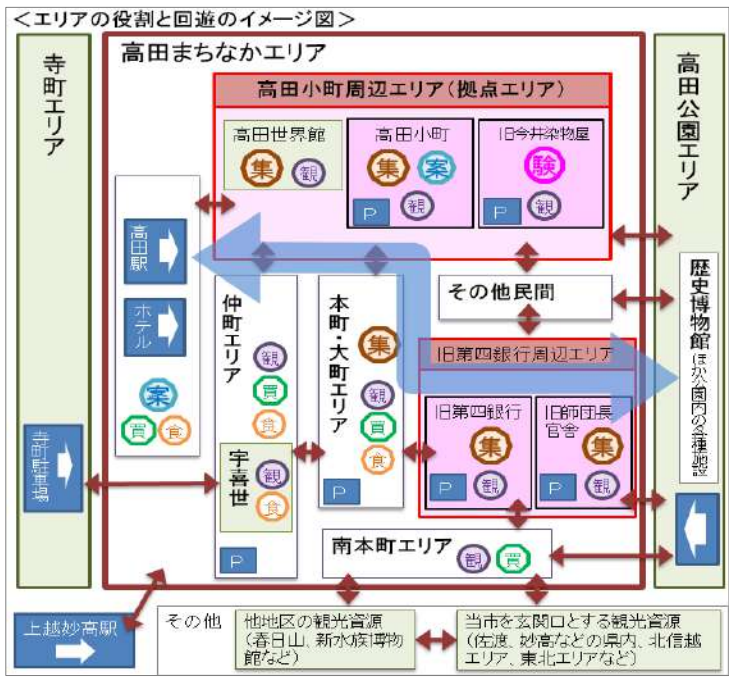 ＜エリアの役割と回遊のイメージ図＞
寺町エリア
高田まちなかエリア
高田公園エリア
高田小町周辺エリア（拠点エリア）
高田世界館
集
観
高田小町
集
案
P
観
旧今井染物屋
験
P
観
高田駅
ホテル
案
買
食
仲町エリア
観
買
食
宇喜世
観
食
P
本町・大町エリア
集
観
買
食
P
その他民間
旧第四銀行周辺エリア
旧第四銀行
集
P
観
旧師団長
官舎
集
P
観
歴史博物館
ほか公園内の各種施設
寺町駐車場
南本町エリア
観
買
上越妙高駅
その他
他地区の観光資源
（春日山、新水族博物
館など）
当市を玄関口とする観光資源
（佐渡、妙高などの県内、北信越
エリア、東北エリアなど）